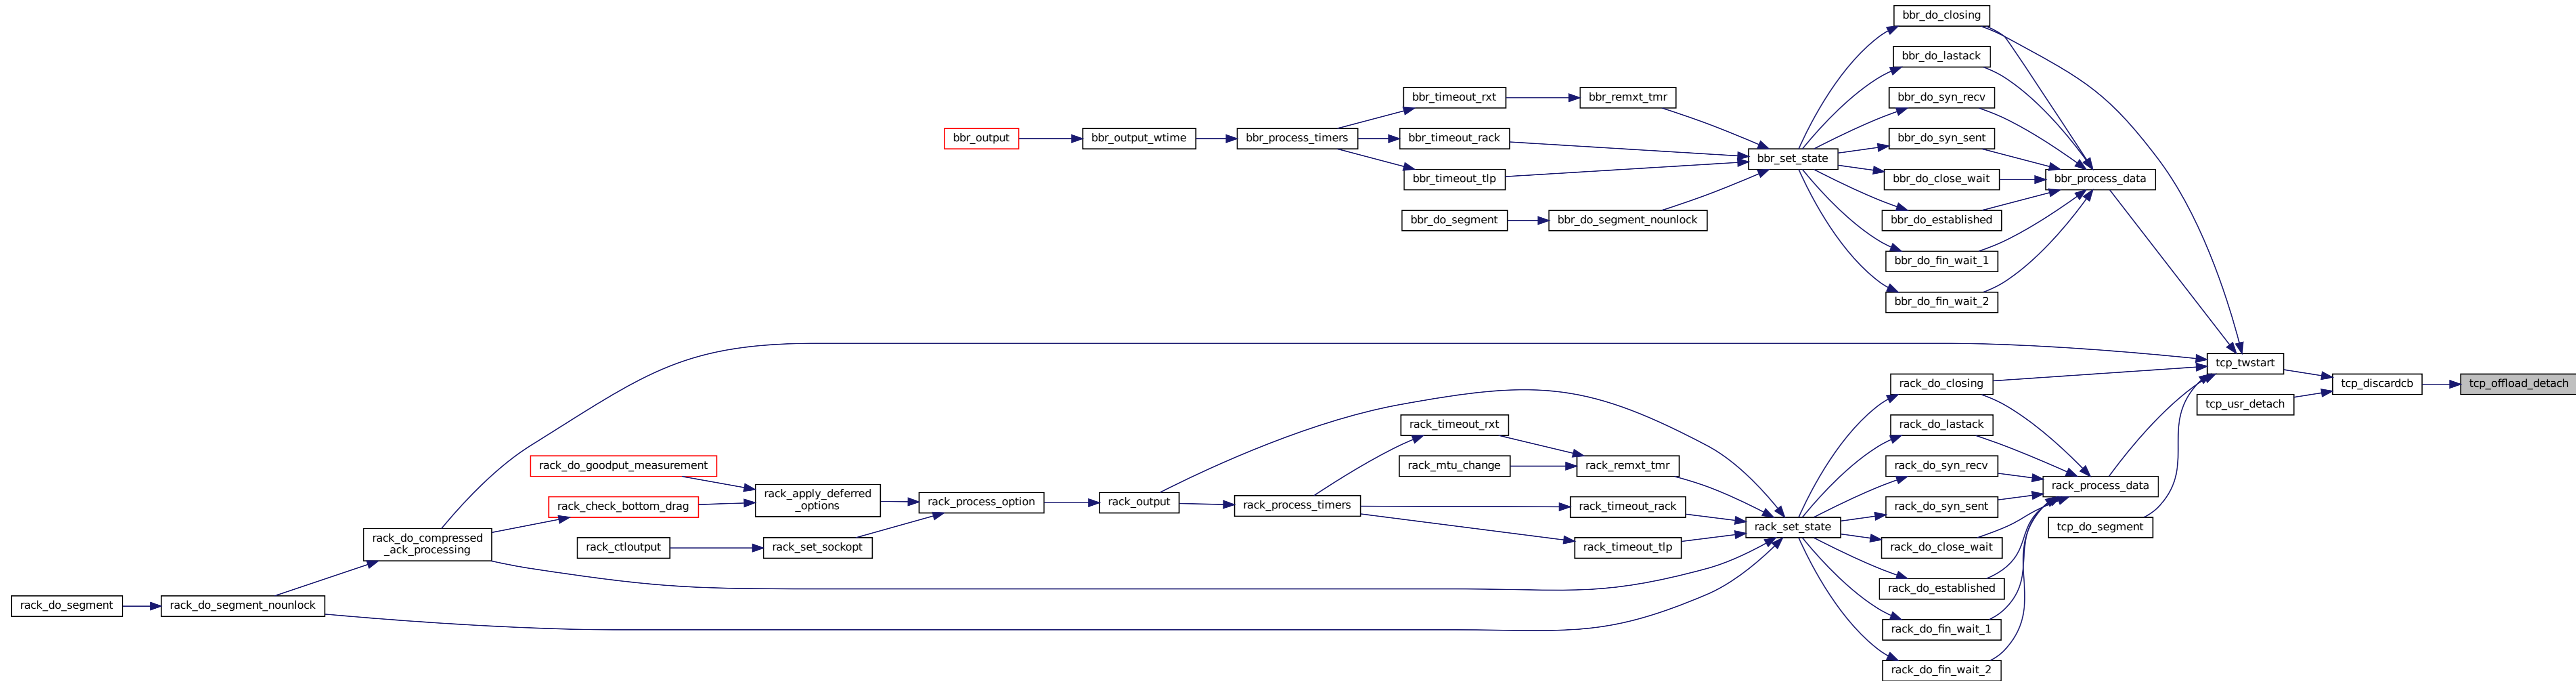 bbr_do_closing
bbr_do_lastack
bbr_timeout_rxt
bbr_remxt_tmr
bbr_do_syn_recv
bbr_output
bbr_output_wtime
bbr_process_timers
bbr_timeout_rack
bbr_do_syn_sent
bbr_set_state
bbr_timeout_tlp
bbr_do_close_wait
bbr_process_data
bbr_do_segment
bbr_do_segment_nounlock
bbr_do_established
bbr_do_fin_wait_1
bbr_do_fin_wait_2
tcp_twstart
rack_do_closing
tcp_discardcb
tcp_offload_detach
tcp_usr_detach
rack_timeout_rxt
rack_do_lastack
rack_do_goodput_measurement
rack_mtu_change
rack_remxt_tmr
rack_do_syn_recv
rack_process_data
rack_apply_deferred
_options
rack_process_option
rack_output
rack_process_timers
rack_check_bottom_drag
rack_timeout_rack
rack_do_syn_sent
rack_set_state
tcp_do_segment
rack_do_compressed
_ack_processing
rack_ctloutput
rack_set_sockopt
rack_timeout_tlp
rack_do_close_wait
rack_do_established
rack_do_segment
rack_do_segment_nounlock
rack_do_fin_wait_1
rack_do_fin_wait_2